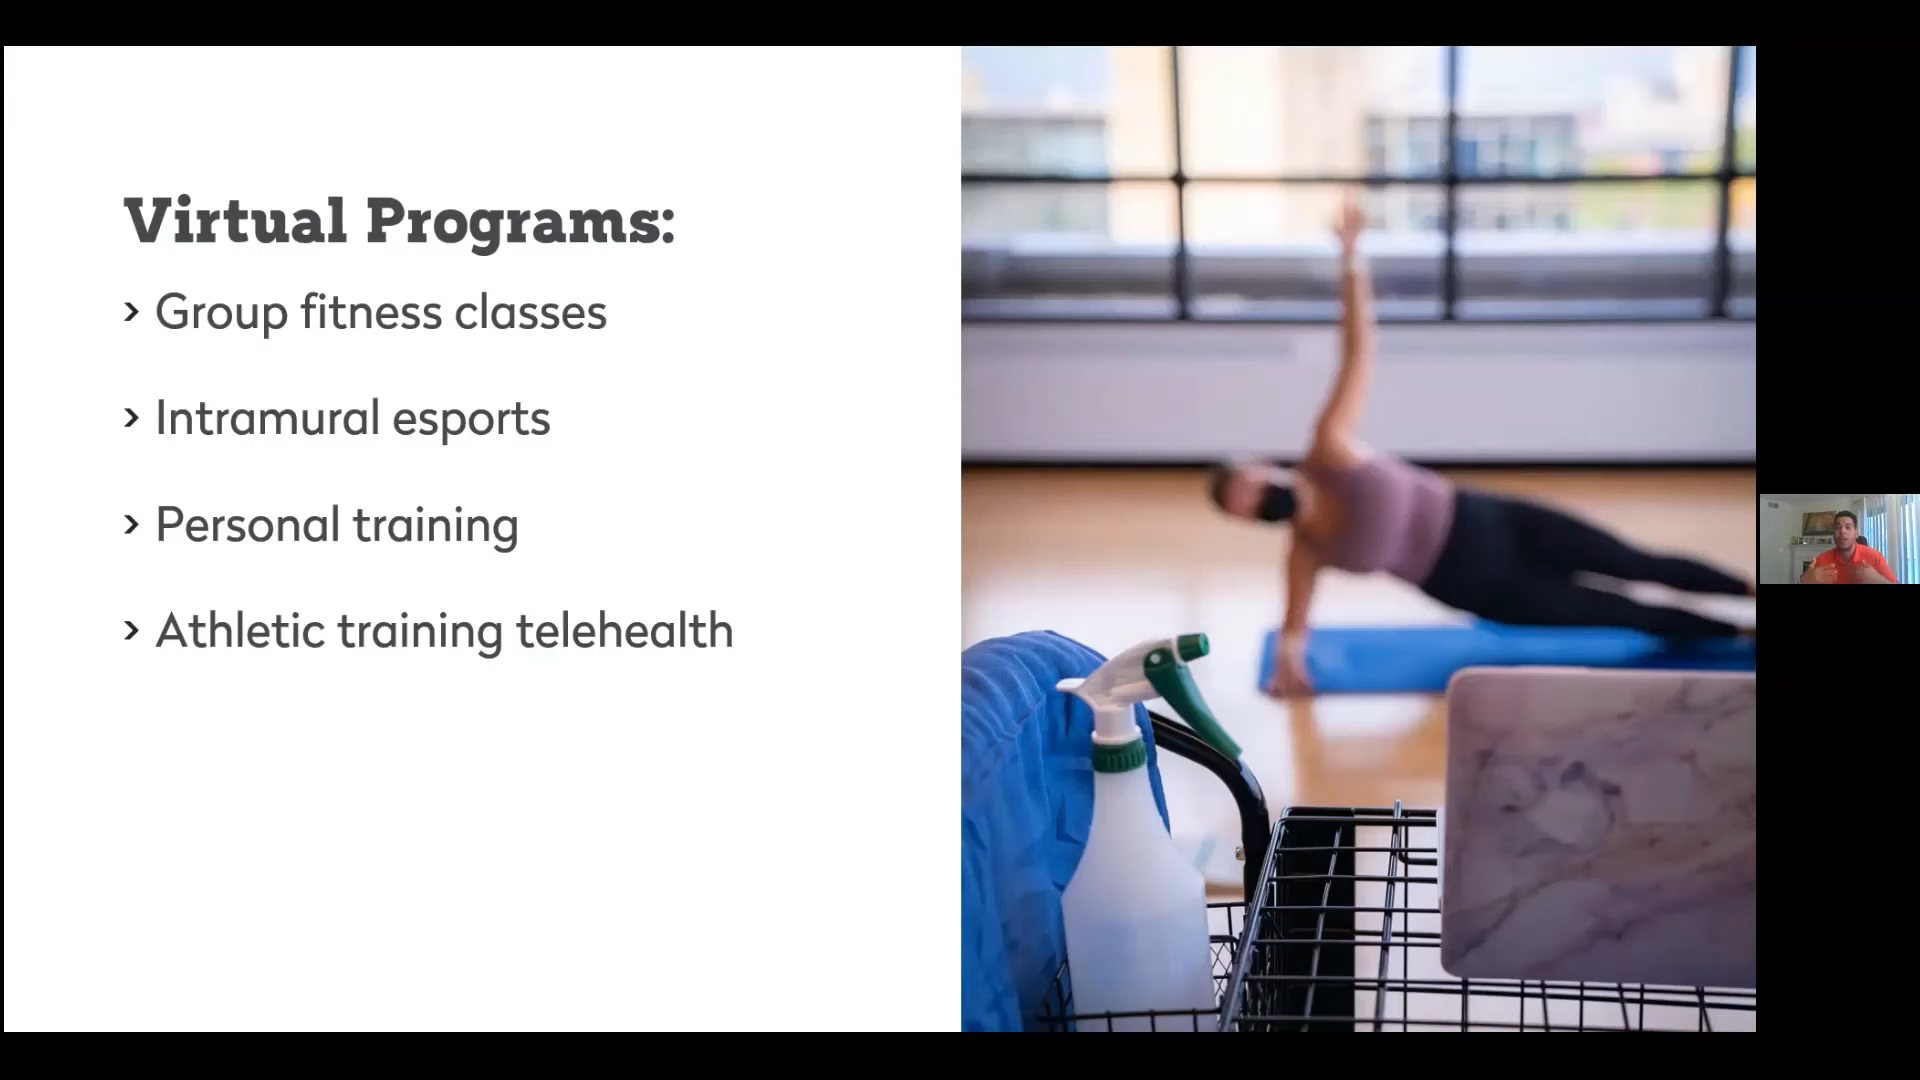 Virtual Programs:
› Group fitness classes
› Intramural esports
› Personal training
› Athletic training telehealth